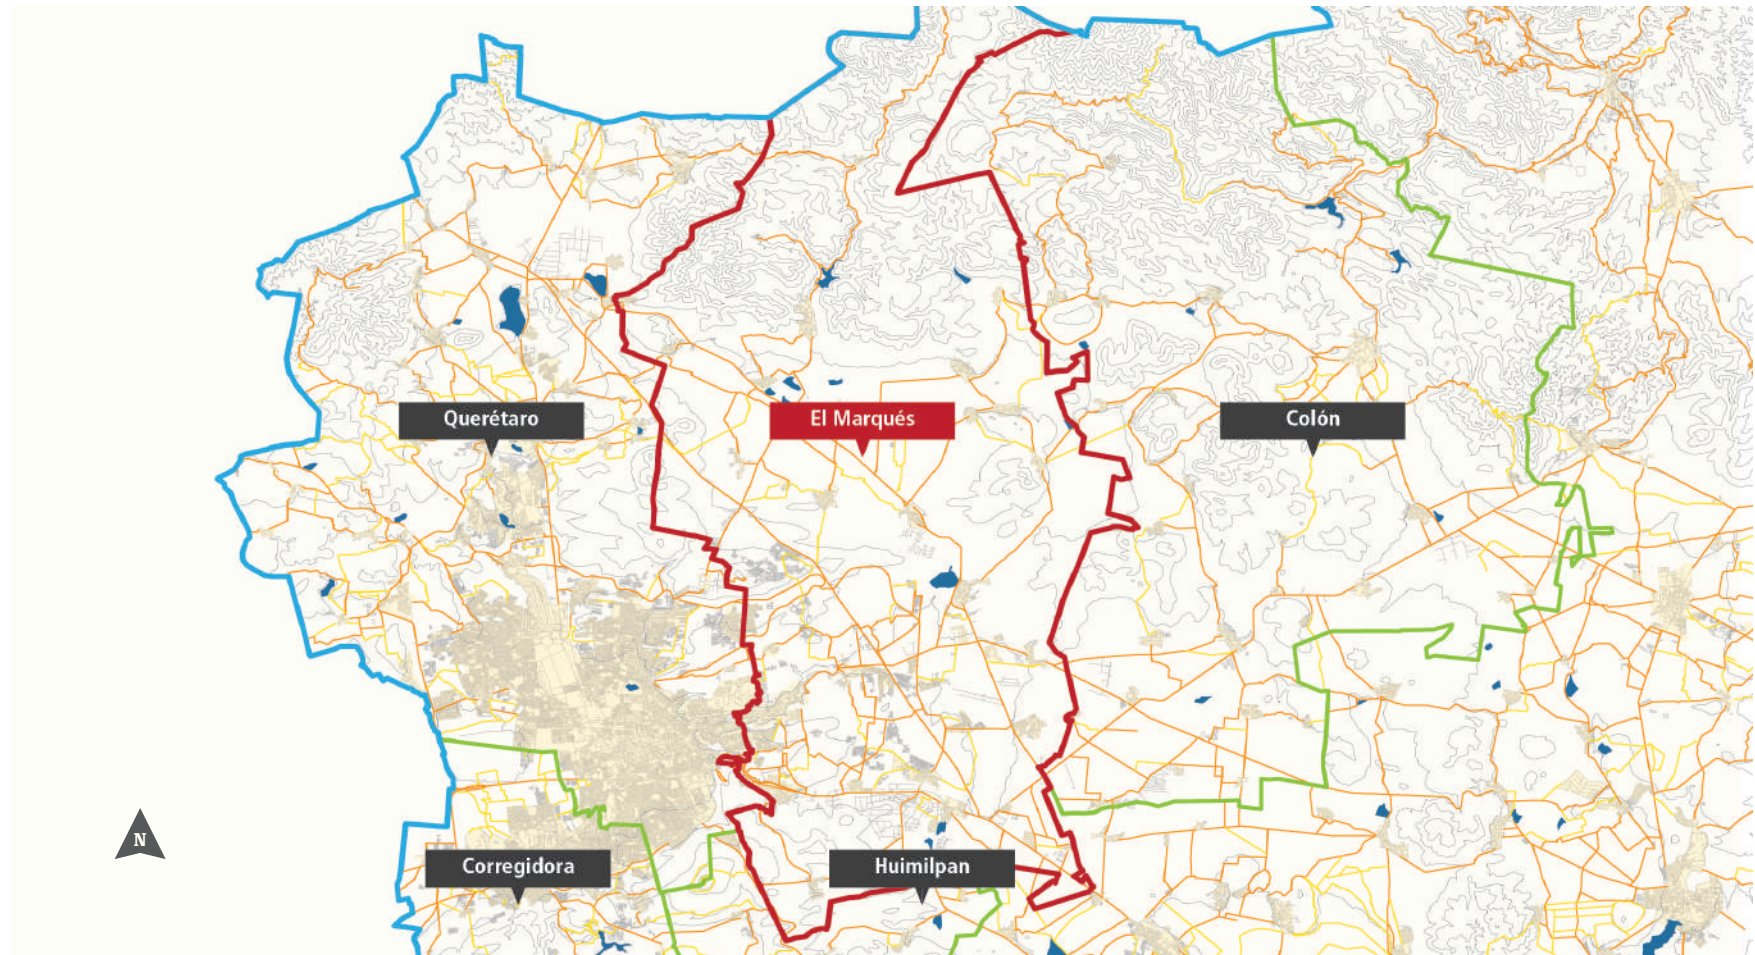 Querétaro
El Marqués
Colón
N
Corregidora
Huimilpan